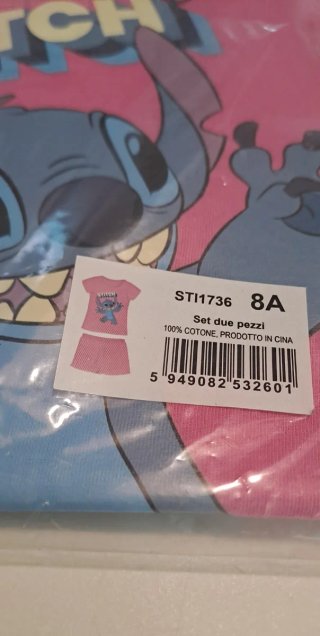 TCH
STI1736 8A
Set due pezzi
100% COTONE, PRODOTTO IN CINA
5 949082 532601